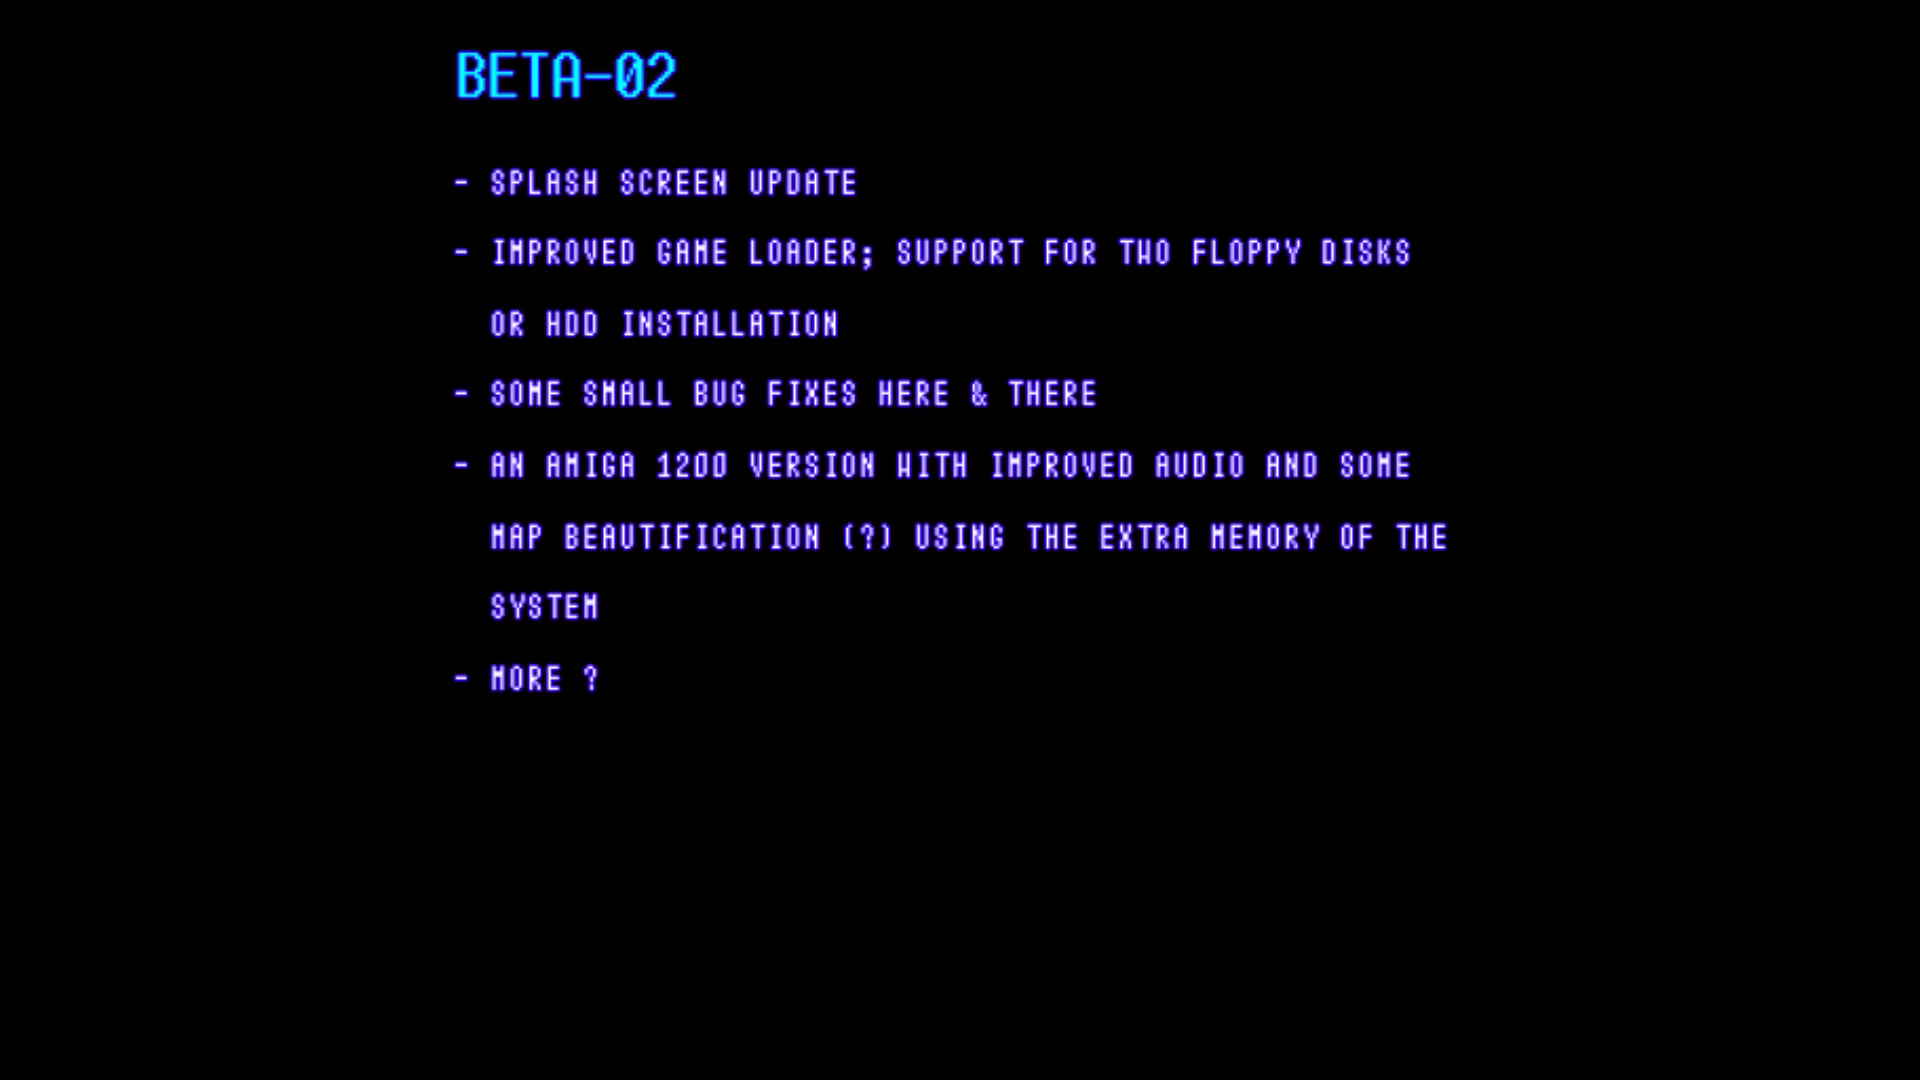 BETA-02
- SPLASH SCREEN UPDATE
- IMPROVED GAME LOADER; SUPPORT FOR TWO FLOPPY DISKS
OR HDD INSTALLATION
- SOME SMALL BUG FIXES HERE & THERE
- AN AMIGA 1200 VERSION WITH IMPROVED AUDIO AND SOME
MAP BEAUTIFICATION (?) USING THE EXTRA MEMORY OF THE
SYSTEM
- MORE ?